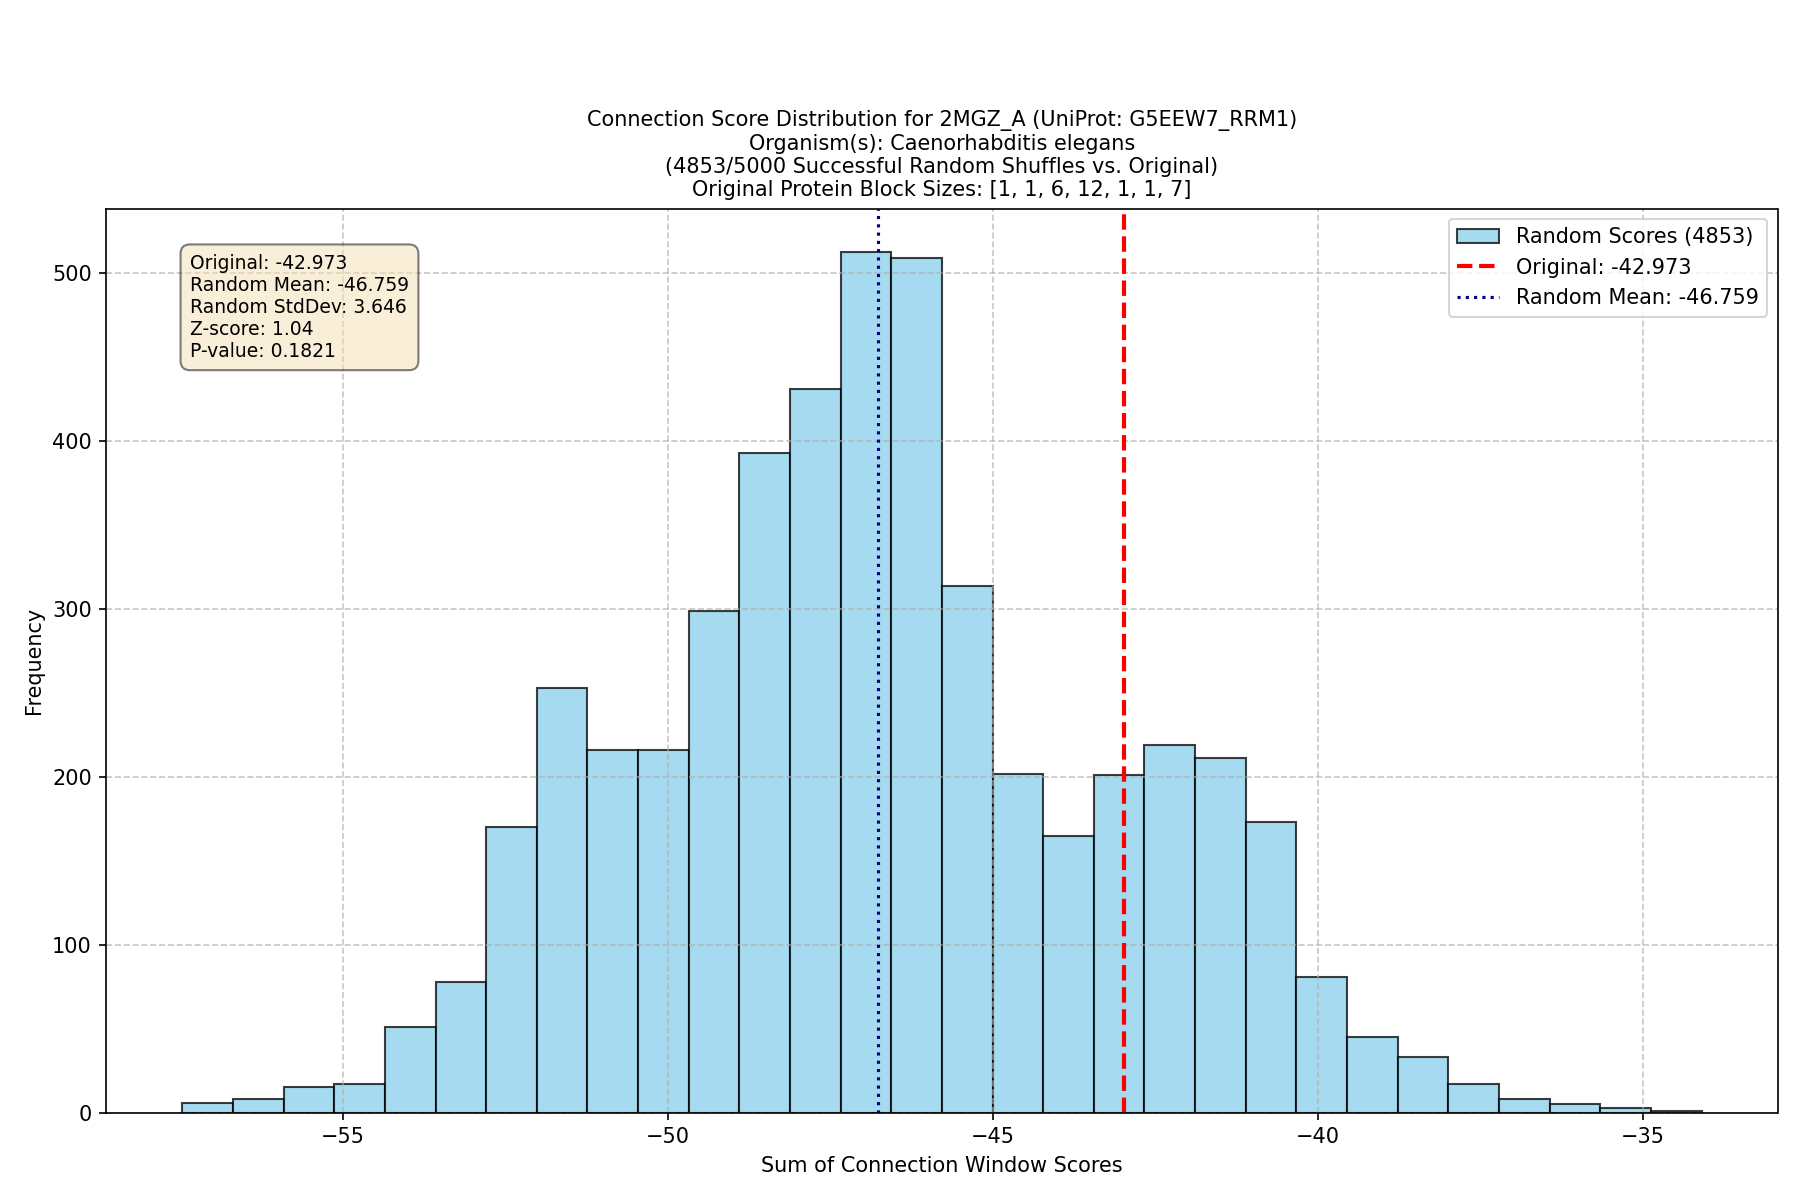 Connection Score Distribution for 2MGZ_A (UniProt: G5EEW7_RRM1)
Organism(s): Caenorhabditis elegans
(4853/5000 Successful Random Shuffles vs. Original)
Original Protein Block Sizes: [1, 1, 6, 12, 1, 1, 7]
Original: -42.973
Random Mean: -46.759
Random StdDev: 3.646
Z-score: 1.04
P-value: 0.1821
Random Scores (4853)
Original: -42.973
Random Mean: -46.759
Frequency
500
400
300
200
100
0
−55
−50
−45
−40
−35
Sum of Connection Window Scores